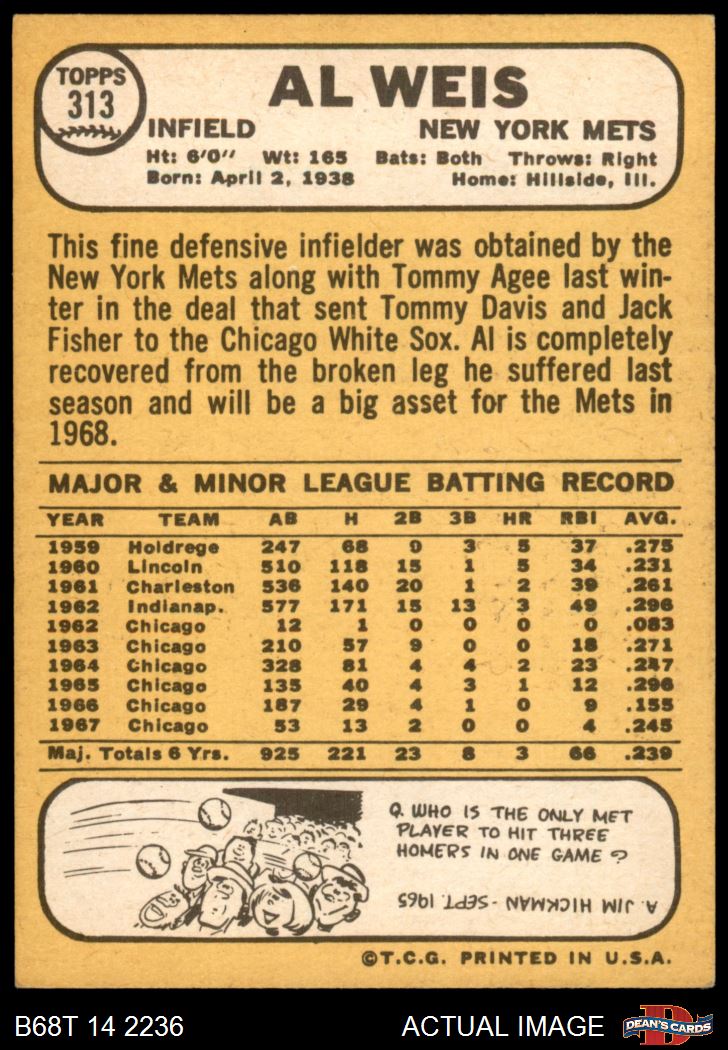 TOPPS
313
AL WEIS
INFIELD NEW YORK METS
Ht: 6'0" Wt: 165 Bats: Both Throws: Right
Born: April 2, 1938 Home: Hillside, Ill.
This fine defensive infielder was obtained by the
New York Mets along with Tommy Agee last win-
ter in the deal that sent Tommy Davis and Jack
Fisher to the Chicago White Sox. Al is completely
recovered from the broken leg he suffered last
season and will be a big asset for the Mets in
1968.
MAJOR & MINOR LEAGUE BATTING RECORD
YEAR TEAM AB H 2B 3B HR RBI AVG.
1959 Holdrege 247 68 9 3 5 37 .275
1960 Lincoln 510 118 15 1 5 34 .231
1961 Charleston 536 140 20 1 2 39 .261
1962 Indianap. 577 171 15 13 3 49 .296
1962 Chicago 12 1 0 0 0 0 .083
1963 Chicago 210 57 9 0 0 18 .271
1964 Chicago 328 81 4 4 2 23 .247
1965 Chicago 135 40 4 3 1 12 .296
1966 Chicago 187 29 4 1 0 9 .155
1967 Chicago 53 13 2 0 0 4 .245
Maj. Totals 6 Yrs. 925 221 23 8 3 66 .239
Q. WHO IS THE ONLY MET
PLAYER TO HIT THREE
HOMERS IN ONE GAME?
A. JIM HICKMAN - SEPT. 1965
©T.C.G. PRINTED IN U.S.A.
B68T 14 2236 ACTUAL IMAGE
D
DEAN'S CARDS